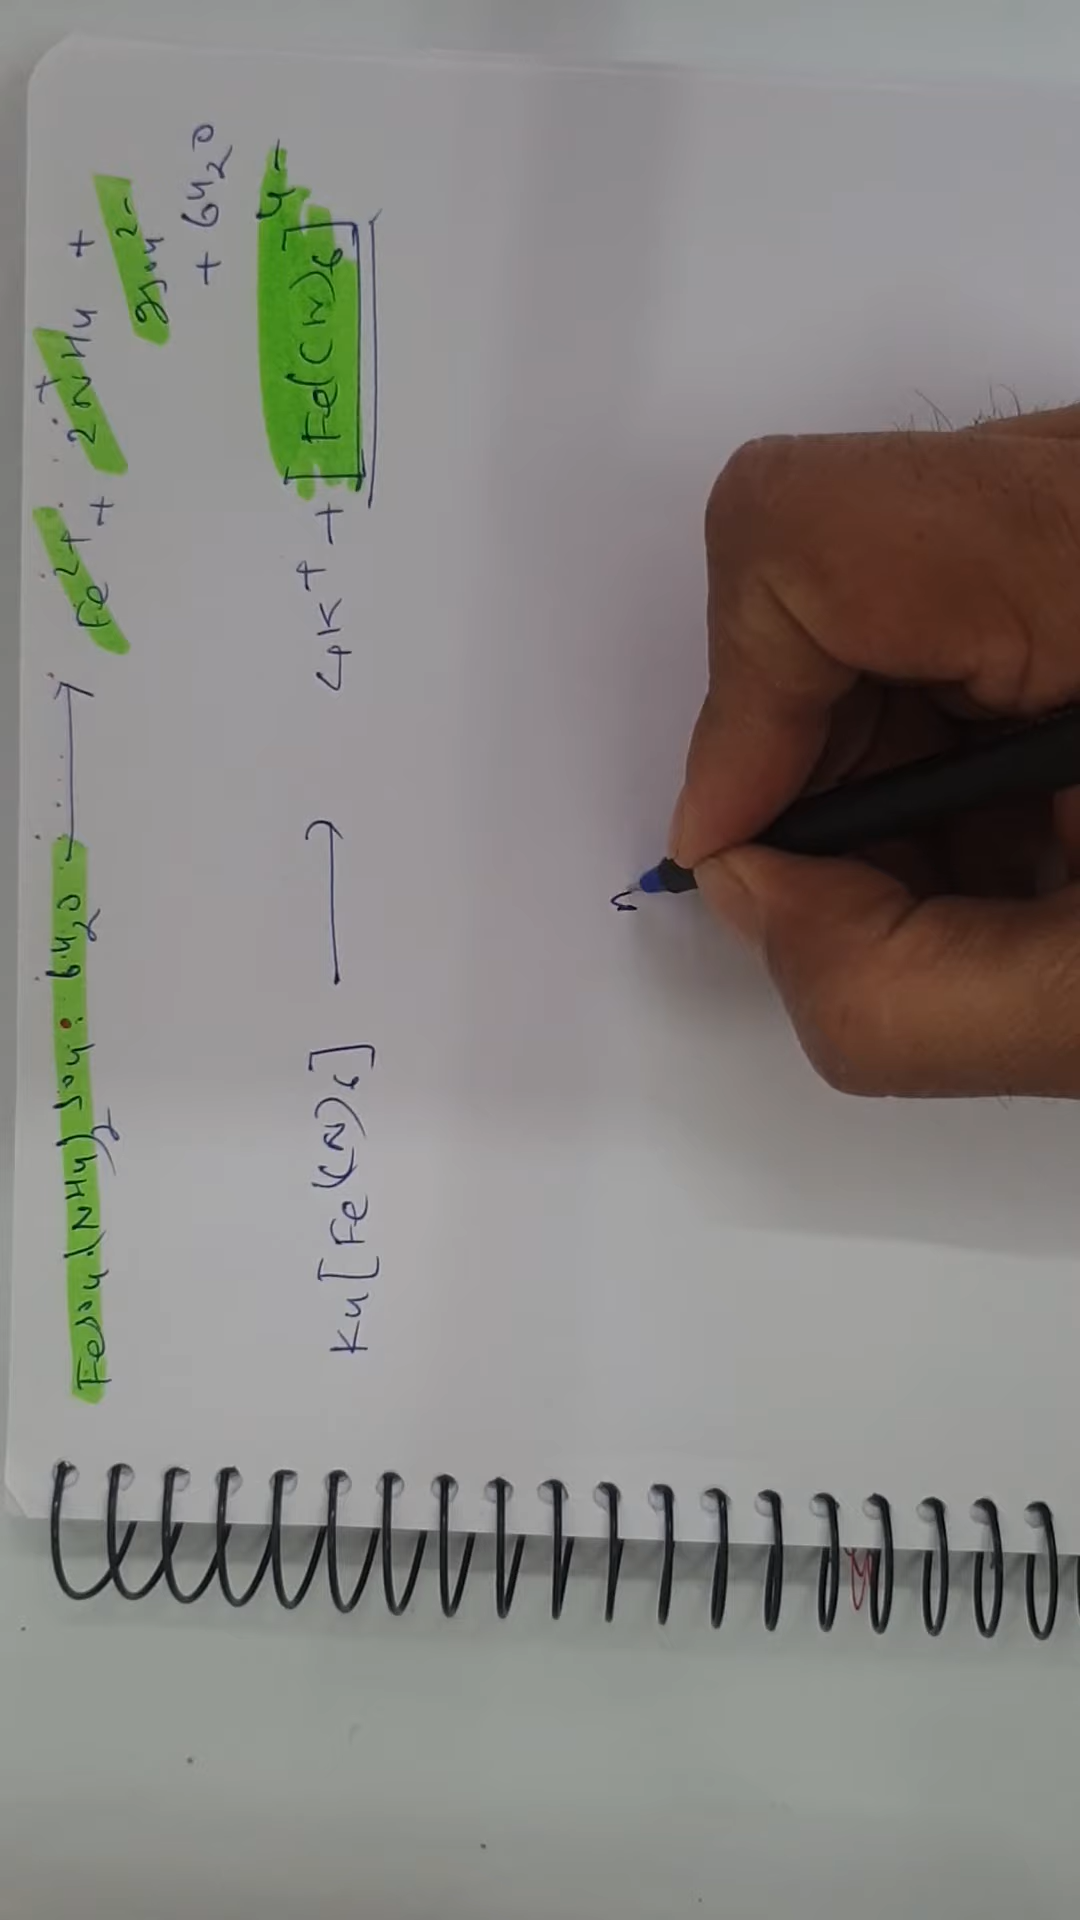 FeSO4.(NH4)2SO4.6H2O → Fe2+ + 2NH4+ +
2SO4 2-
+ 6H2O
K4[Fe(CN)6] → 4K+ + [Fe(CN)6]4-